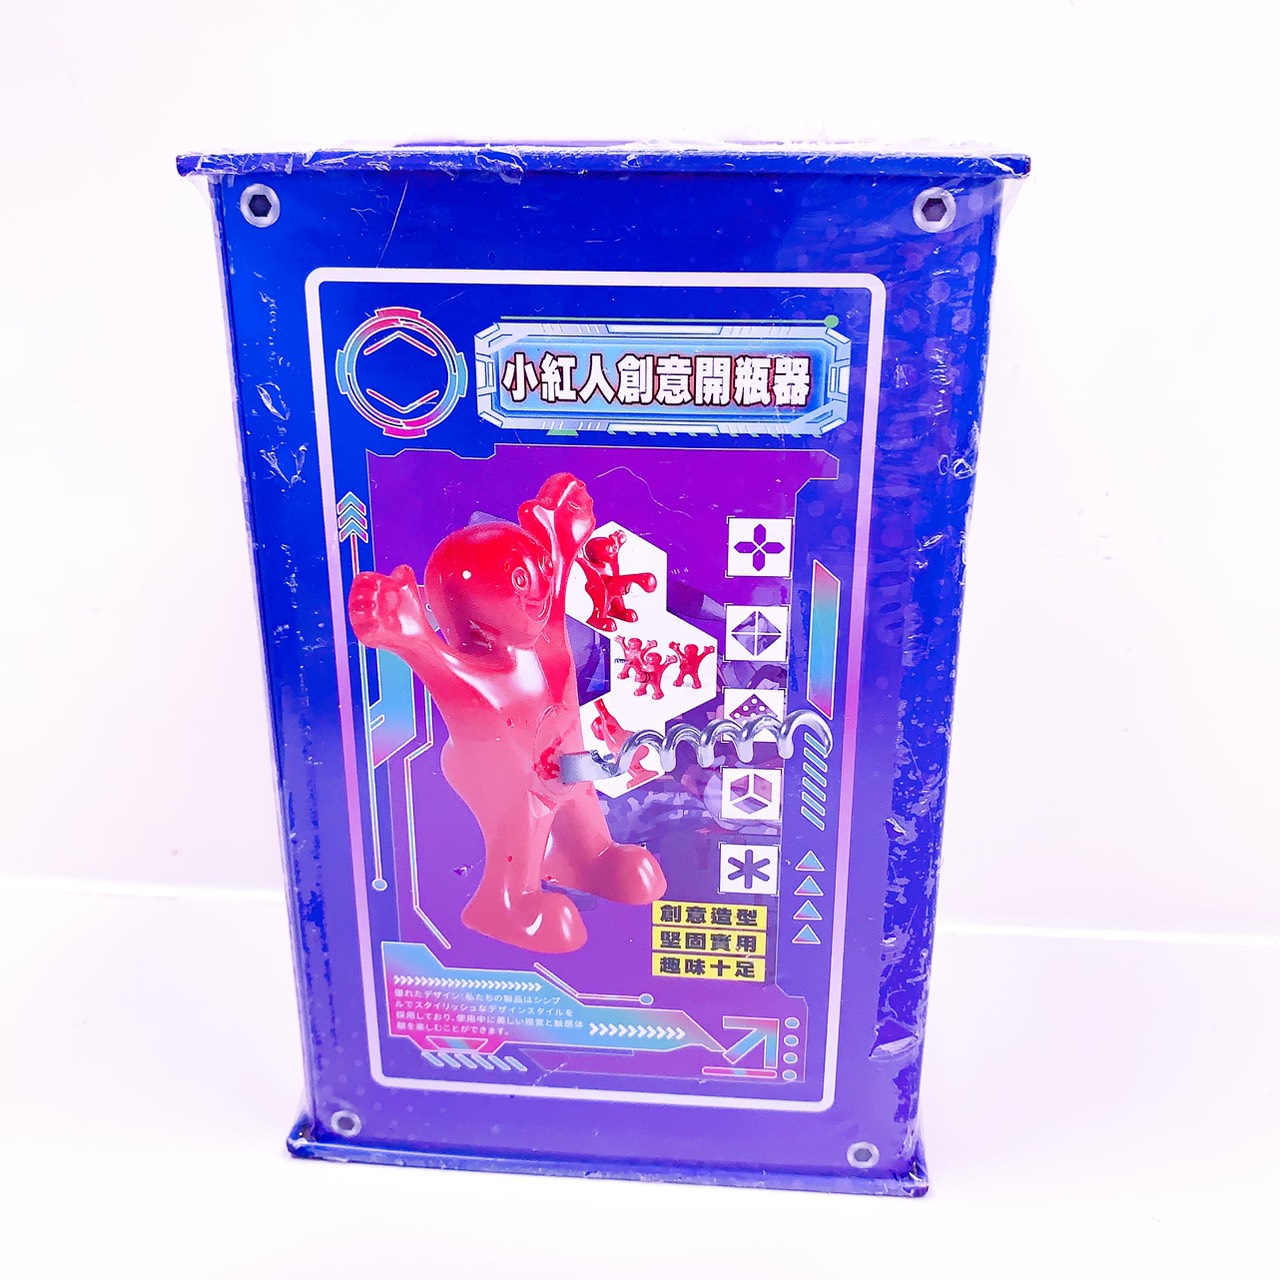 小紅人創意開瓶器
創意造型
堅固實用
趣味十足
優れたデザイン：私たちの製品はシンプ
ルでスタイリッシュなデザインスタイルを
採用しており、使用中に美しい視覚と触感体
験を楽しむことができます。